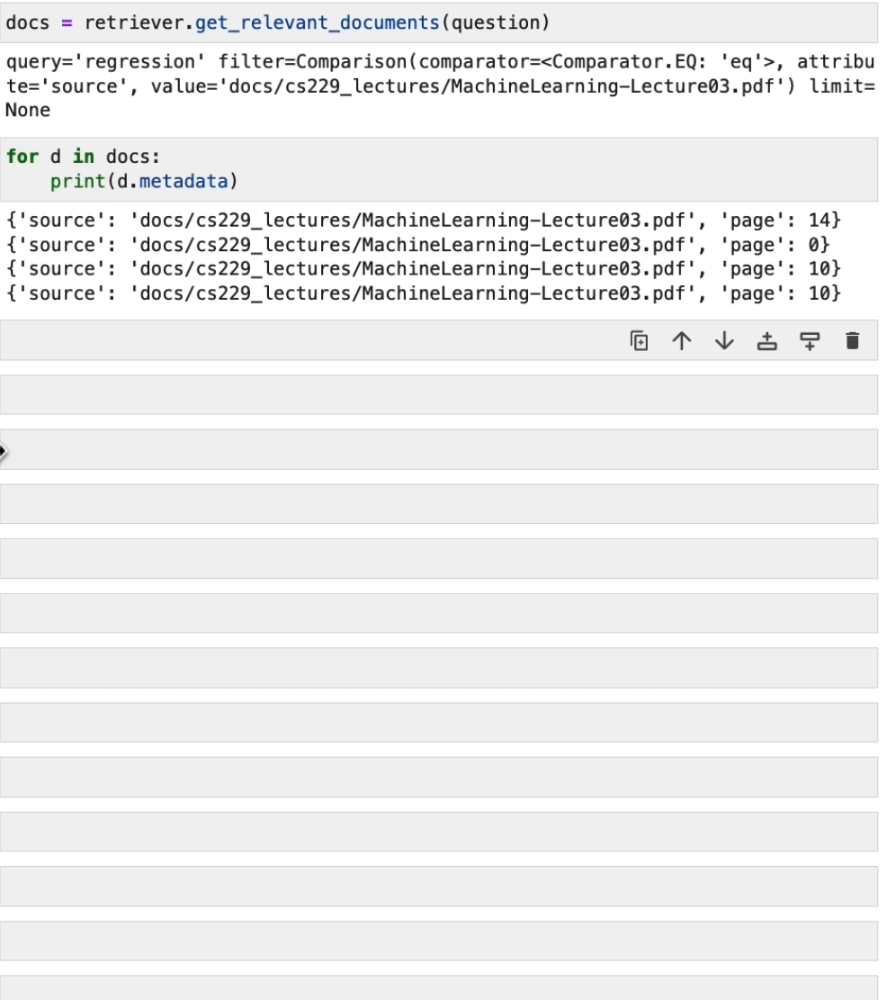 docs = retriever.get_relevant_documents(question)
query='regression' filter=Comparison(comparator=<Comparator.EQ: 'eq'>, attribu
te='source', value='docs/cs229_lectures/MachineLearning-Lecture03.pdf') limit=
None
for d in docs:
    print(d.metadata)
{'source': 'docs/cs229_lectures/MachineLearning-Lecture03.pdf', 'page': 14}
{'source': 'docs/cs229_lectures/MachineLearning-Lecture03.pdf', 'page': 0}
{'source': 'docs/cs229_lectures/MachineLearning-Lecture03.pdf', 'page': 10}
{'source': 'docs/cs229_lectures/MachineLearning-Lecture03.pdf', 'page': 10}